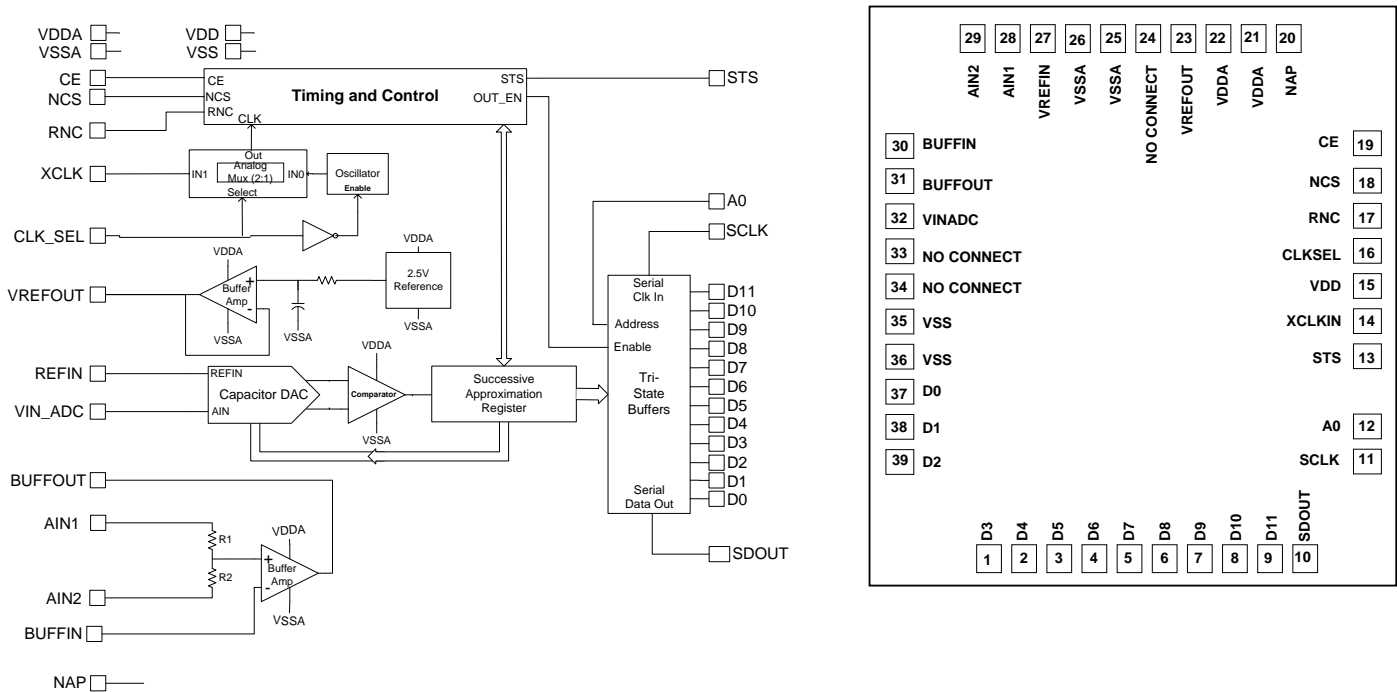 VDDA
VSSA
VDD
VSS
CE
NCS
RNC
XCLK
CLK_SEL
VREFOUT
REFIN
VIN_ADC
BUFFOUT
AIN1
AIN2
BUFFIN
NAP
CE
NCS
RNC
CLK
Timing and Control
STS
OUT_EN
STS
Out
Analog
Mux (2:1)
IN1
IN0
Select
Oscillator
Enable
VDDA
Buffer
Amp
+
-
VSSA
VSSA
VDDA
2.5V
Reference
VSSA
REFIN
Capacitor DAC
AIN
VDDA
Comparator
VSSA
Successive
Approximation
Register
R1
R2
VDDA
+
Buffer
Amp
-
VSSA
A0
SCLK
Serial
Clk In
Address
Enable
Tri-
State
Buffers
Serial
Data Out
D11
D10
D9
D8
D7
D6
D5
D4
D3
D2
D1
D0
SDOUT
29
28
27
26
25
24
23
22
21
20
AIN2
AIN1
VREFIN
VSSA
VSSA
NO CONNECT
VREFOUT
VDDA
VDDA
NAP
30 BUFFIN
31 BUFFOUT
32 VINADC
33 NO CONNECT
34 NO CONNECT
35 VSS
36 VSS
37 D0
38 D1
39 D2
CE 19
NCS 18
RNC 17
CLKSEL 16
VDD 15
XCLKIN 14
STS 13
A0 12
SCLK 11
D3
D4
D5
D6
D7
D8
D9
D10
D11
SDOUT
1
2
3
4
5
6
7
8
9
10